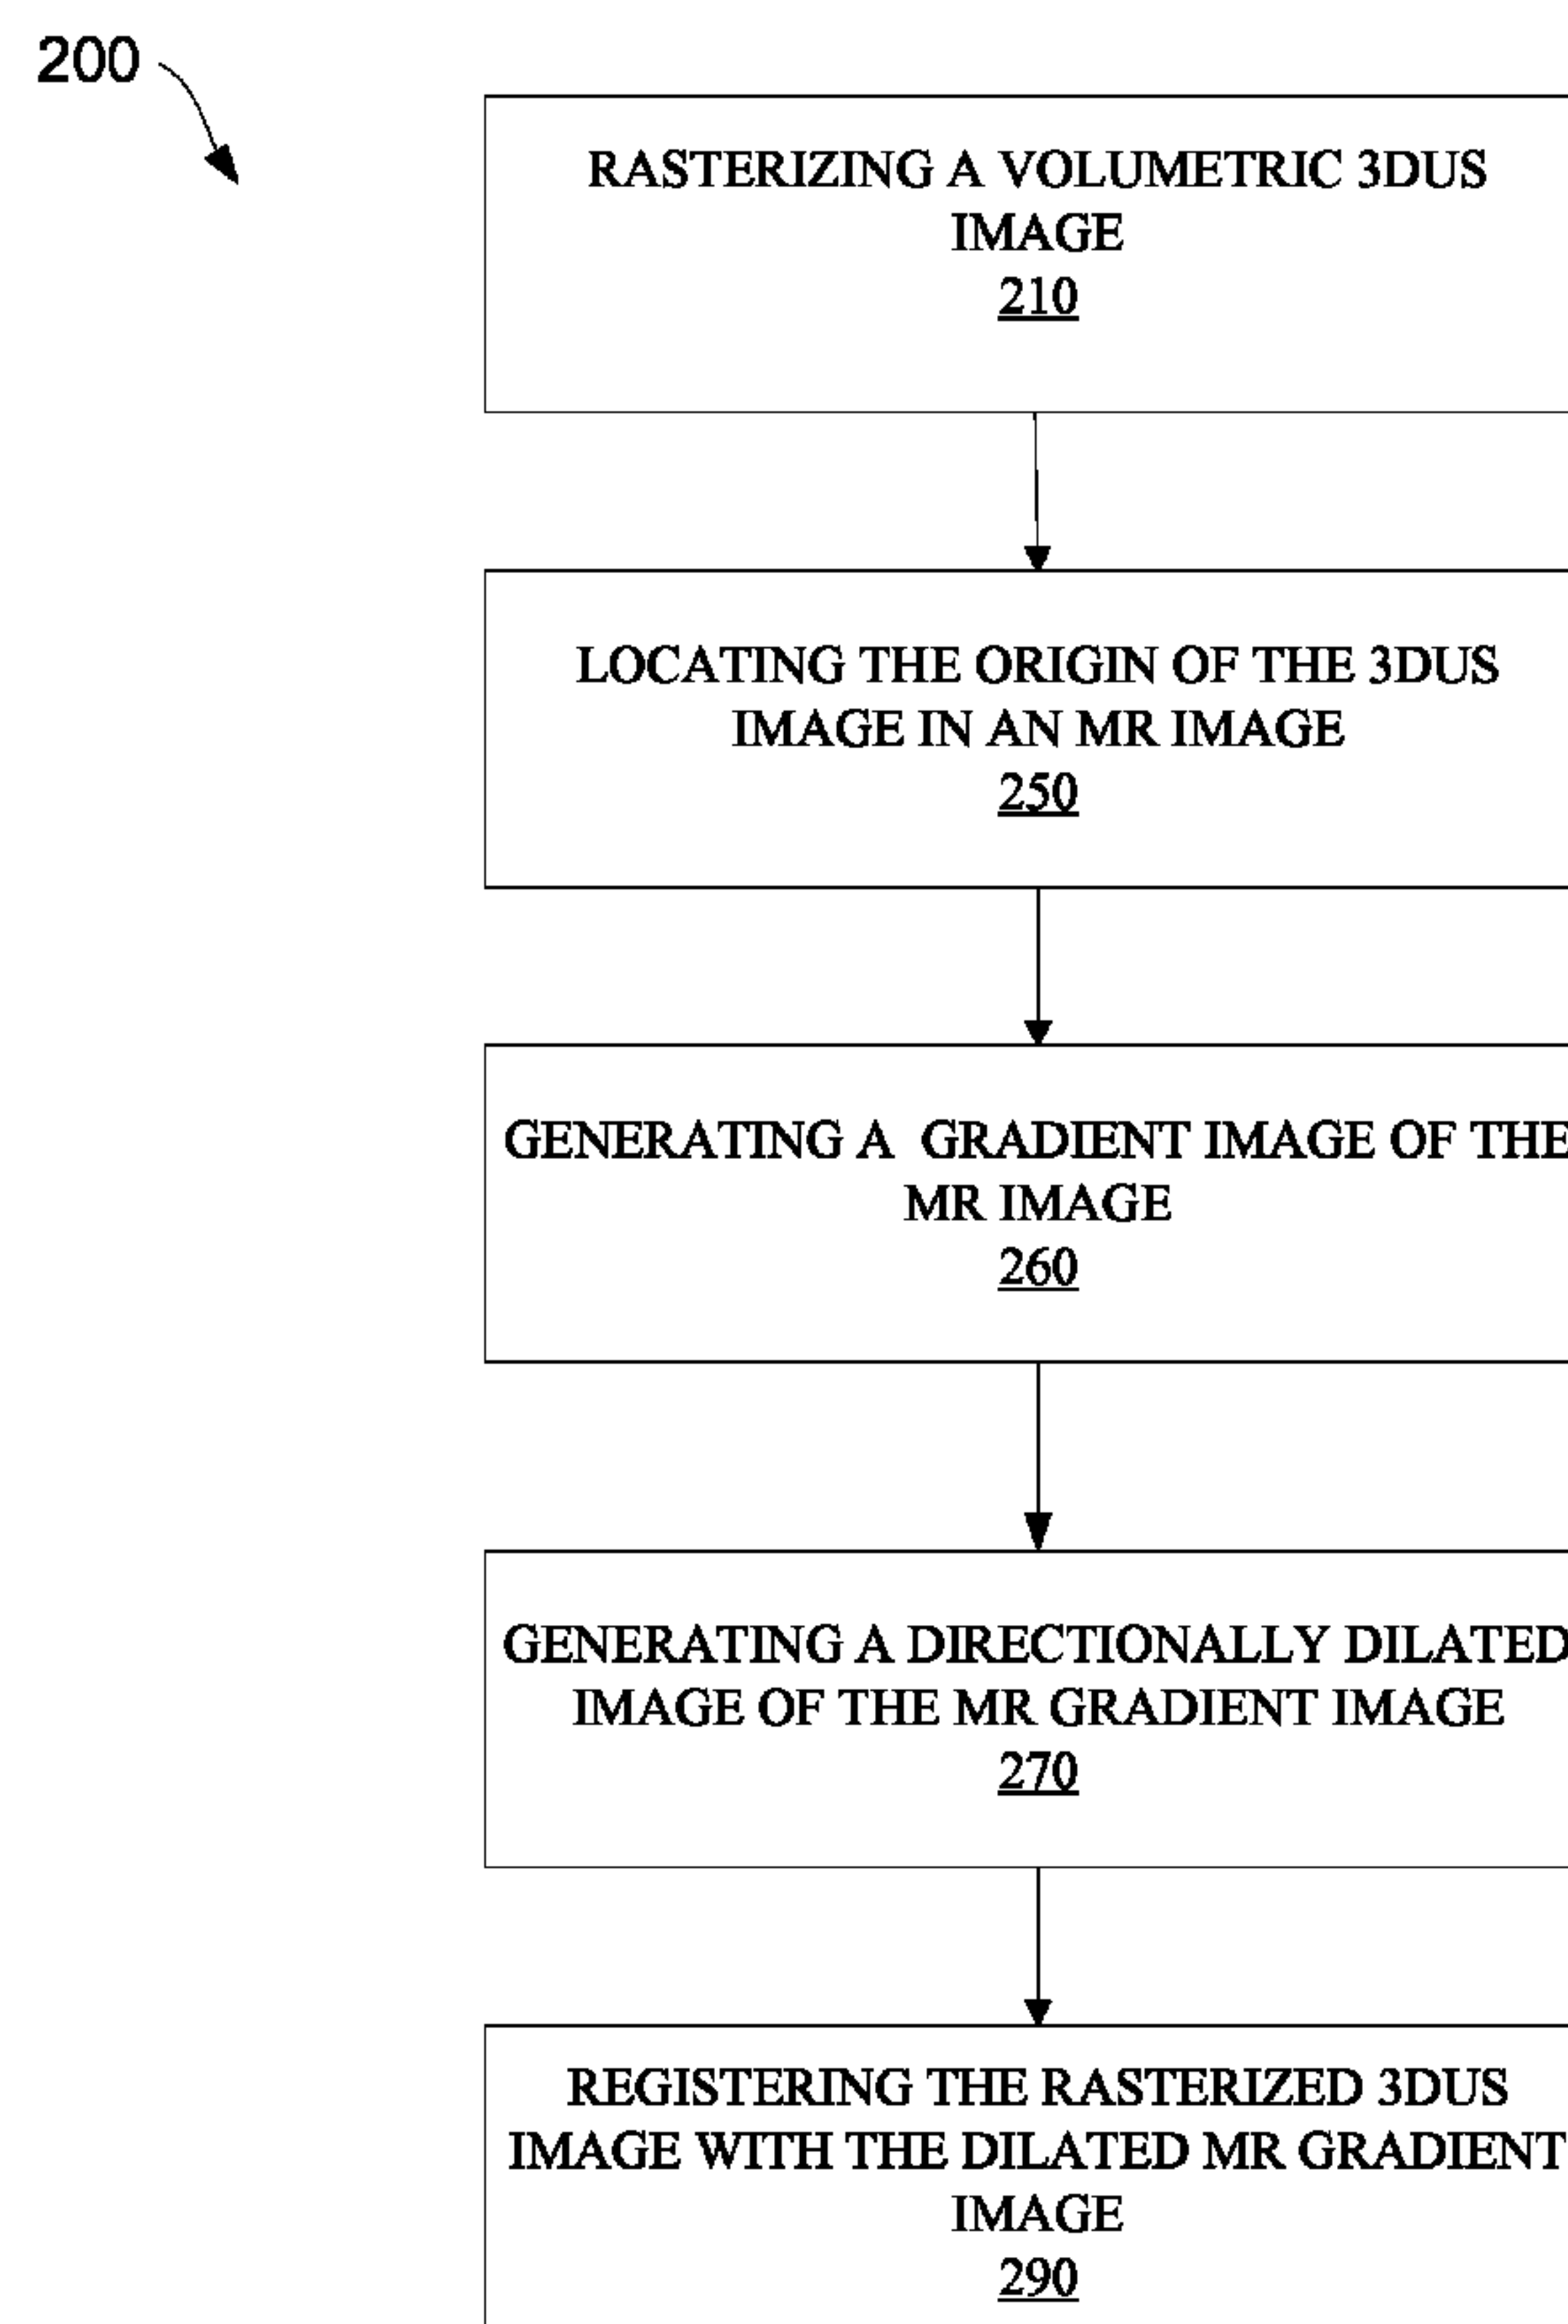 200
RASTERIZING A VOLUMETRIC 3DUS
IMAGE
210
LOCATING THE ORIGIN OF THE 3DUS
IMAGE IN AN MR IMAGE
250
GENERATING A GRADIENT IMAGE OF THE
MR IMAGE
260
GENERATING A DIRECTIONALLY DILATED
IMAGE OF THE MR GRADIENT IMAGE
270
REGISTERING THE RASTERIZED 3DUS
IMAGE WITH THE DILATED MR GRADIENT
IMAGE
290